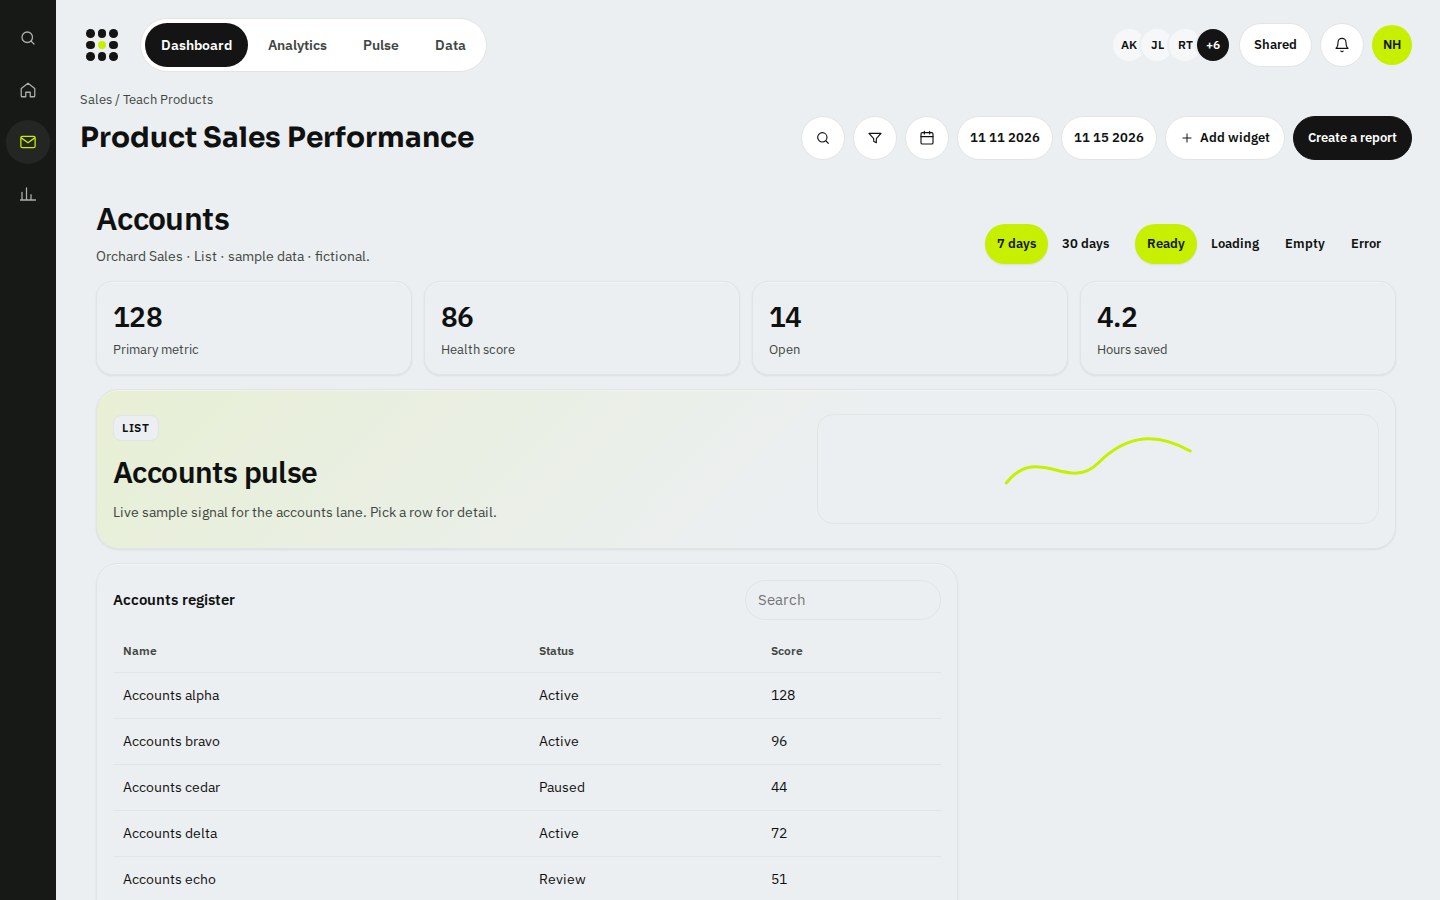 Dashboard Analytics Pulse Data AK JL RT +6 Shared NH
Sales / Teach Products
Product Sales Performance 11 11 2026 11 15 2026 Add widget Create a report
Accounts
Orchard Sales · List · sample data · fictional. 7 days 30 days Ready Loading Empty Error
128 86 14 4.2
Primary metric Health score Open Hours saved
LIST
Accounts pulse
Live sample signal for the accounts lane. Pick a row for detail.
Accounts register Search
Name Status Score
Accounts alpha Active 128
Accounts bravo Active 96
Accounts cedar Paused 44
Accounts delta Active 72
Accounts echo Review 51